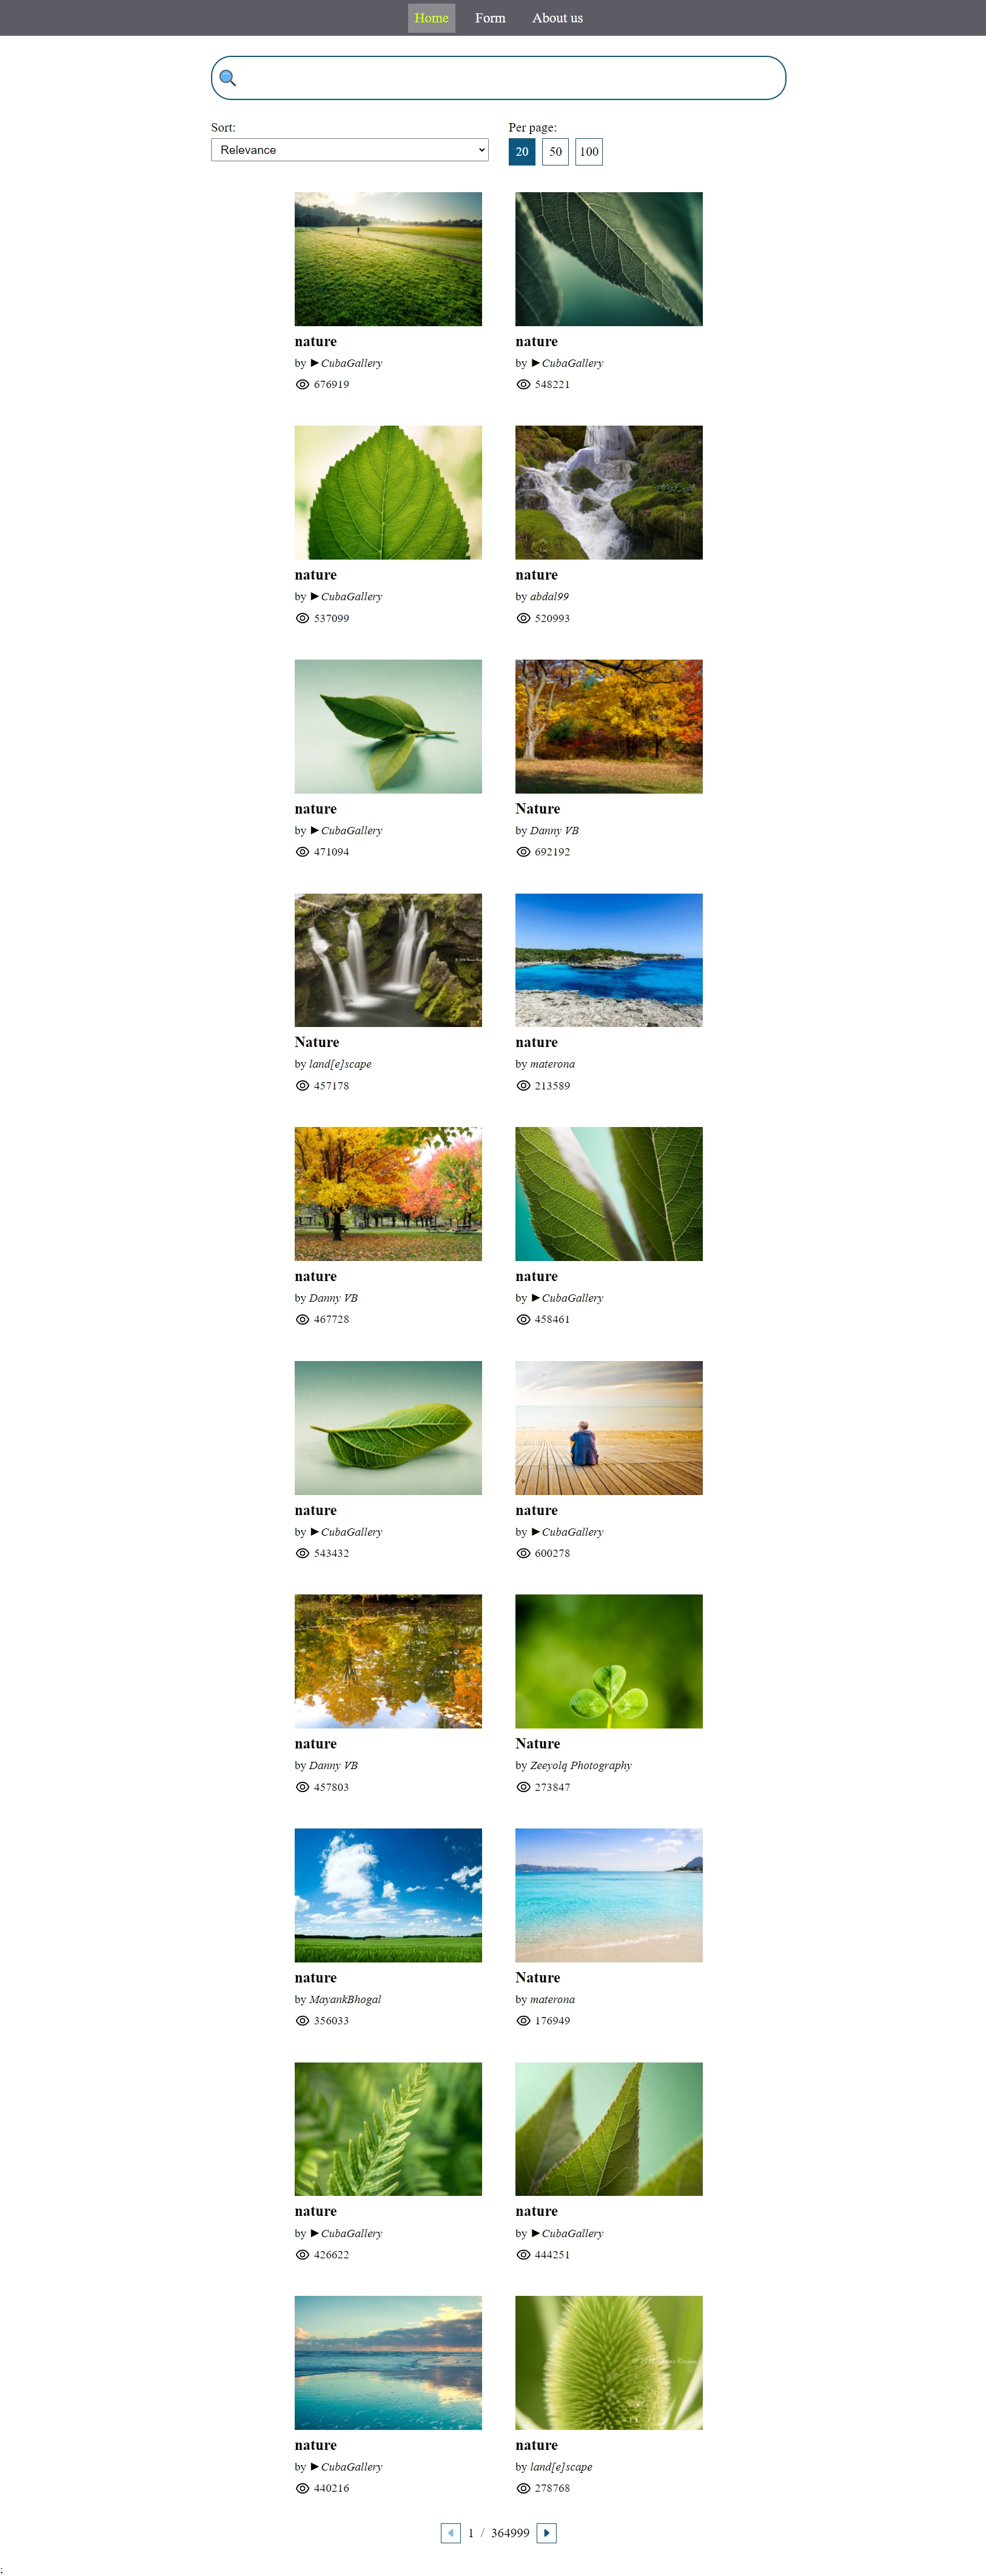 Home Form About us
Sort: Per page:
Relevance 20 50 100
nature nature
by ►CubaGallery by ►CubaGallery
676919 548221
nature nature
by ►CubaGallery by abdal99
537099 520993
nature Nature
by ►CubaGallery by Danny VB
471094 692192
Nature nature
by land[e]scape by materona
457178 213589
nature nature
by Danny VB by ►CubaGallery
467728 458461
nature nature
by ►CubaGallery by ►CubaGallery
543432 600278
nature Nature
by Danny VB by Zeeyolq Photography
457803 273847
nature Nature
by MayankBhogal by materona
356033 176949
nature nature
by ►CubaGallery by ►CubaGallery
426622 444251
nature nature
by ►CubaGallery by land[e]scape
440216 278768
1 / 364999
;